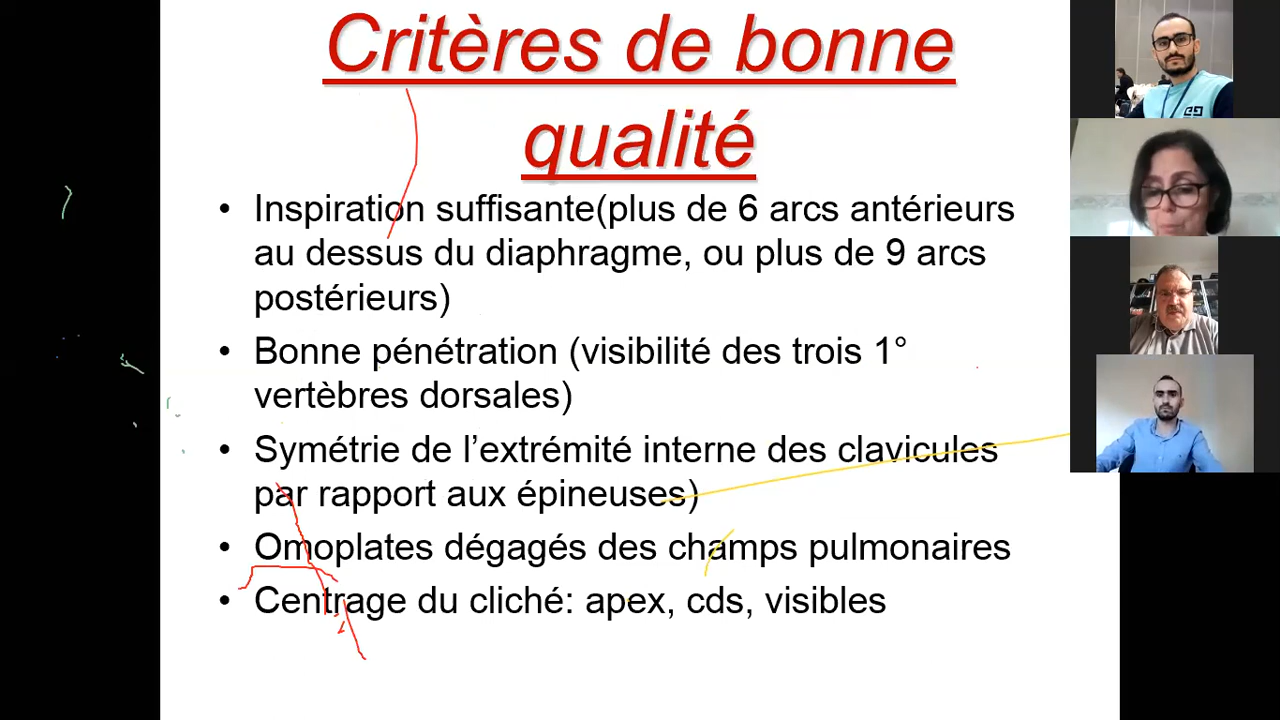 Critères de bonne
qualité
• Inspiration suffisante(plus de 6 arcs antérieurs
au dessus du diaphragme, ou plus de 9 arcs
postérieurs)
• Bonne pénétration (visibilité des trois 1°
vertèbres dorsales)
• Symétrie de l’extrémité interne des clavicules
par rapport aux épineuses)
• Omoplates dégagés des champs pulmonaires
• Centrage du cliché: apex, cds, visibles